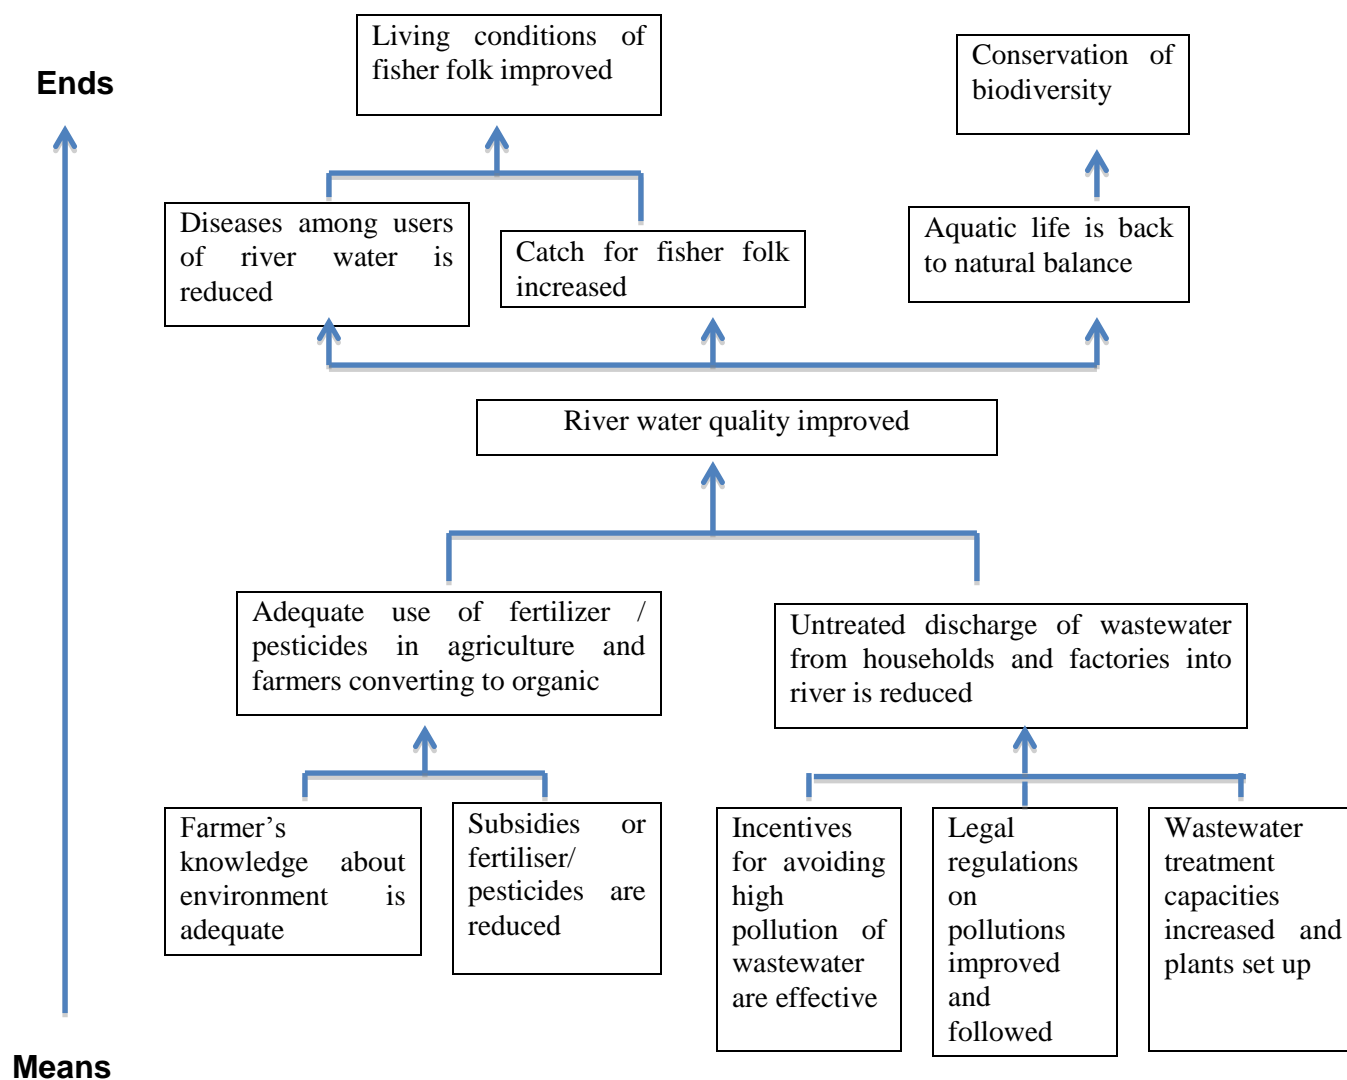 Ends
Living conditions of
fisher folk improved
Conservation of
biodiversity
Diseases among users
of river water is
reduced
Catch for fisher folk
increased
Aquatic life is back
to natural balance
River water quality improved
Adequate use of fertilizer /
pesticides in agriculture and
farmers converting to organic
Untreated discharge of wastewater
from households and factories into
river is reduced
Farmer’s
knowledge about
environment is
adequate
Subsidies or
fertiliser/
pesticides are
reduced
Incentives
for avoiding
high
pollution of
wastewater
are effective
Legal
regulations
on
pollutions
improved
and
followed
Wastewater
treatment
capacities
increased and
plants set up
Means